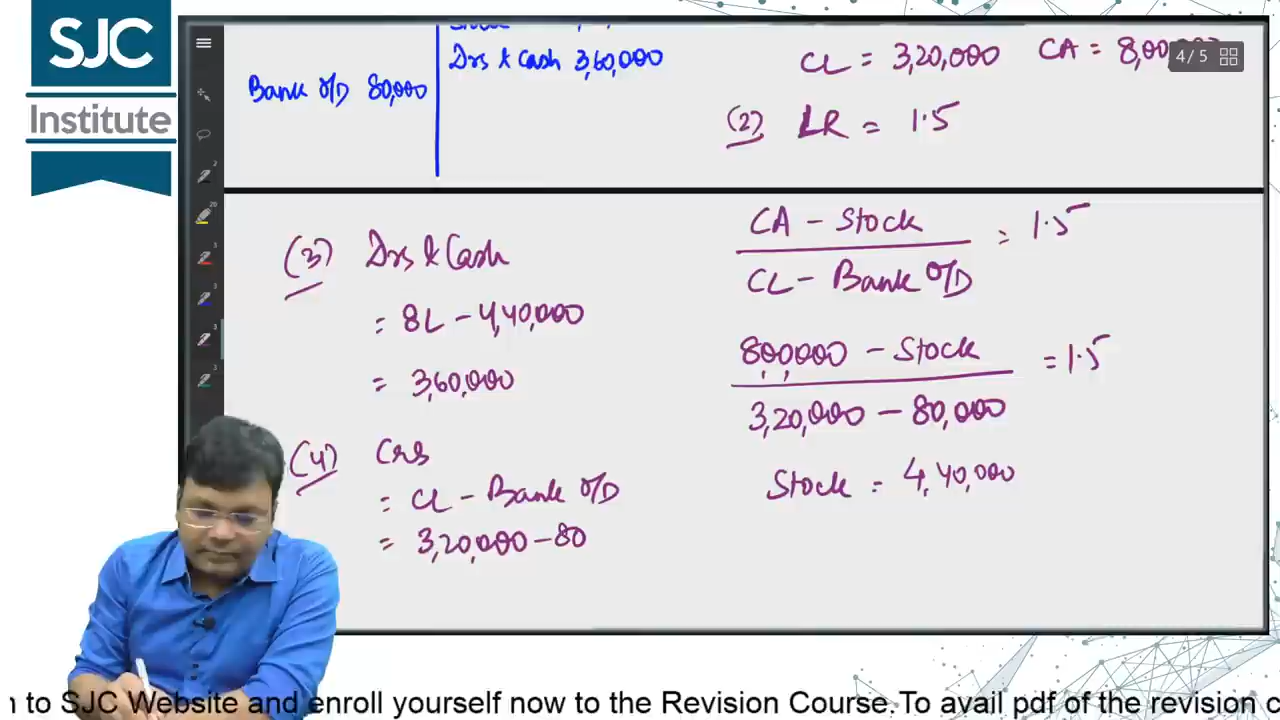 SJC
Institute
Drs & Cash 3,60,000
Bank O/D 80,000
CL = 3,20,000 CA = 8,00,000
4/5
(2) LR = 1.5
CA - Stock
CL - Bank O/D
= 1.5
800,000 - Stock
3,20,000 - 80,000
= 1.5
Stock = 4,40,000
(3) Drs & Cash
= 8L - 4,40,000
= 3,60,000
(4) Crs
= CL - Bank O/D
= 3,20,000 - 80
to SJC Website and enroll yourself now to the Revision Course. To avail pdf of the revision